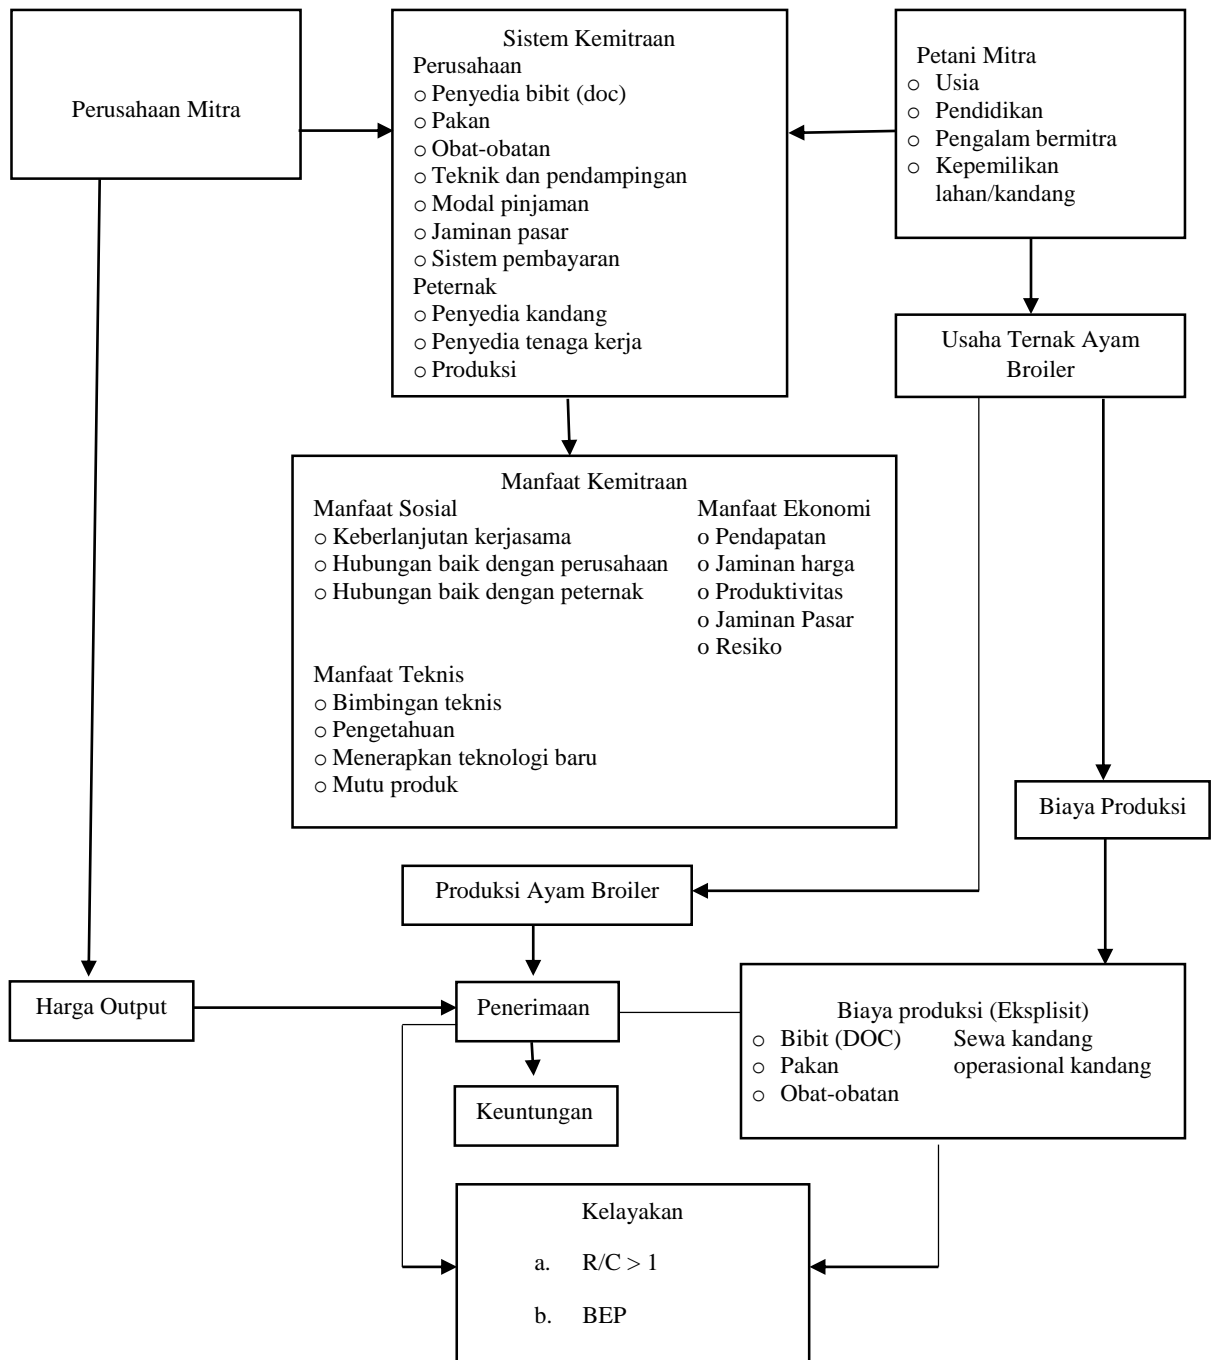 Perusahaan Mitra
Sistem Kemitraan
Perusahaan
o Penyedia bibit (doc)
o Pakan
o Obat-obatan
o Teknik dan pendampingan
o Modal pinjaman
o Jaminan pasar
o Sistem pembayaran
Peternak
o Penyedia kandang
o Penyedia tenaga kerja
o Produksi
Petani Mitra
o Usia
o Pendidikan
o Pengalam bermitra
o Kepemilikan
lahan/kandang
Usaha Ternak Ayam
Broiler
Manfaat Kemitraan
Manfaat Sosial
o Keberlanjutan kerjasama
o Hubungan baik dengan perusahaan
o Hubungan baik dengan peternak
Manfaat Ekonomi
o Pendapatan
o Jaminan harga
o Produktivitas
o Jaminan Pasar
o Resiko
Manfaat Teknis
o Bimbingan teknis
o Pengetahuan
o Menerapkan teknologi baru
o Mutu produk
Biaya Produksi
Produksi Ayam Broiler
Harga Output
Penerimaan
Biaya produksi (Eksplisit)
o Bibit (DOC)
o Pakan
o Obat-obatan
Sewa kandang
operasional kandang
Keuntungan
Kelayakan
a. R/C > 1
b. BEP